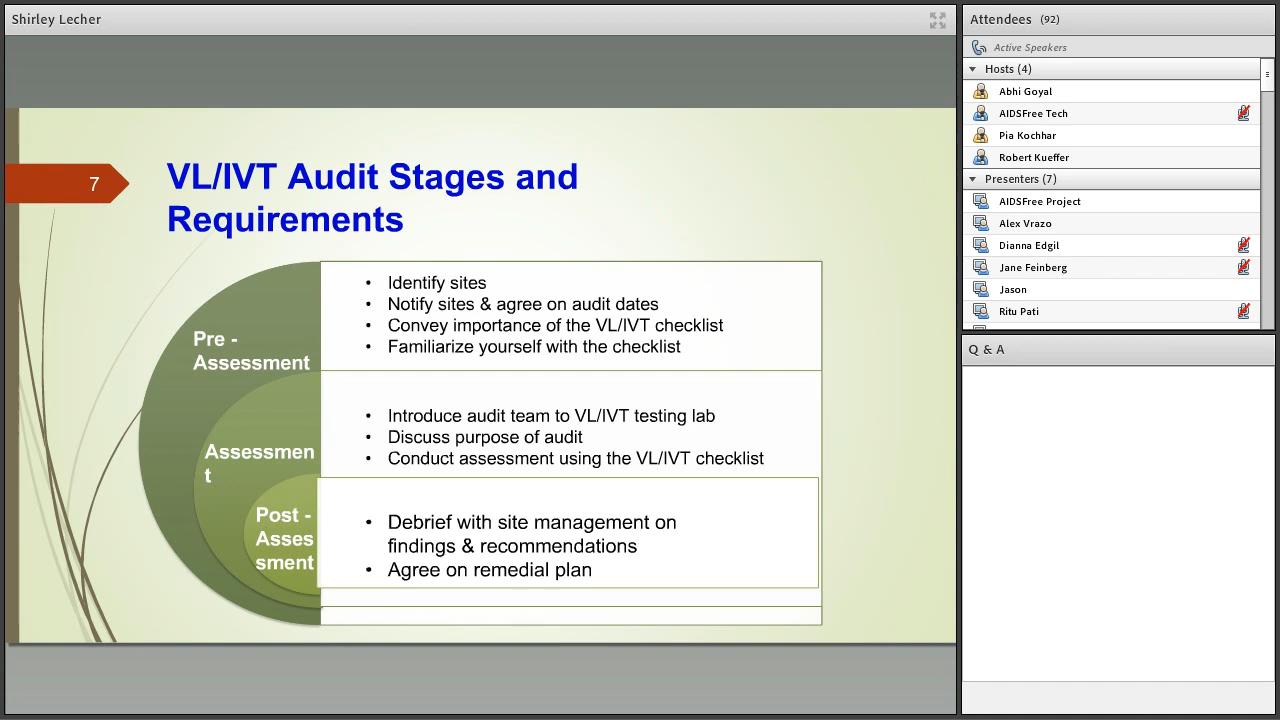 Shirley Lecher
7
VL/IVT Audit Stages and
Requirements
Pre -
Assessment
• Identify sites
• Notify sites & agree on audit dates
• Convey importance of the VL/IVT checklist
• Familiarize yourself with the checklist
Assessmen
t
• Introduce audit team to VL/IVT testing lab
• Discuss purpose of audit
• Conduct assessment using the VL/IVT checklist
Post -
Asses
sment
• Debrief with site management on
findings & recommendations
• Agree on remedial plan
Attendees (92)
Active Speakers
Hosts (4)
Abhi Goyal
AIDSFree Tech
Pia Kochhar
Robert Kueffer
Presenters (7)
AIDSFree Project
Alex Vrazo
Dianna Edgil
Jane Feinberg
Jason
Ritu Pati
Q & A